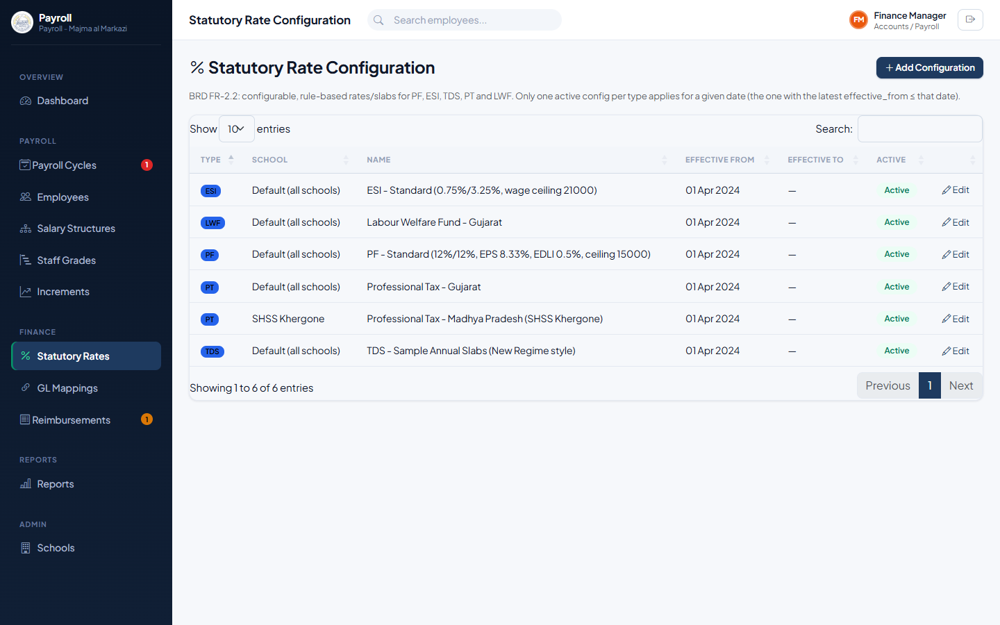 Payroll
Payroll - Majma al Markazi
OVERVIEW
Dashboard
PAYROLL
Payroll Cycles 1
Employees
Salary Structures
Staff Grades
Increments
FINANCE
Statutory Rates
GL Mappings
Reimbursements 1
REPORTS
Reports
ADMIN
Schools
Statutory Rate Configuration
Search employees...
FM
Finance Manager
Accounts / Payroll
Statutory Rate Configuration
Add Configuration
BRD FR-2.2: configurable, rule-based rates/slabs for PF, ESI, TDS, PT and LWF. Only one active config per type applies for a given date (the one with the latest effective_from ≤ that date).
Show 10 entries
Search:
TYPE SCHOOL NAME EFFECTIVE FROM EFFECTIVE TO ACTIVE
ESI Default (all schools) ESI - Standard (0.75%/3.25%, wage ceiling 21000) 01 Apr 2024 — Active Edit
LWF Default (all schools) Labour Welfare Fund - Gujarat 01 Apr 2024 — Active Edit
PF Default (all schools) PF - Standard (12%/12%, EPS 8.33%, EDLI 0.5%, ceiling 15000) 01 Apr 2024 — Active Edit
PT Default (all schools) Professional Tax - Gujarat 01 Apr 2024 — Active Edit
PT SHSS Khergone Professional Tax - Madhya Pradesh (SHSS Khergone) 01 Apr 2024 — Active Edit
TDS Default (all schools) TDS - Sample Annual Slabs (New Regime style) 01 Apr 2024 — Active Edit
Showing 1 to 6 of 6 entries
Previous 1 Next